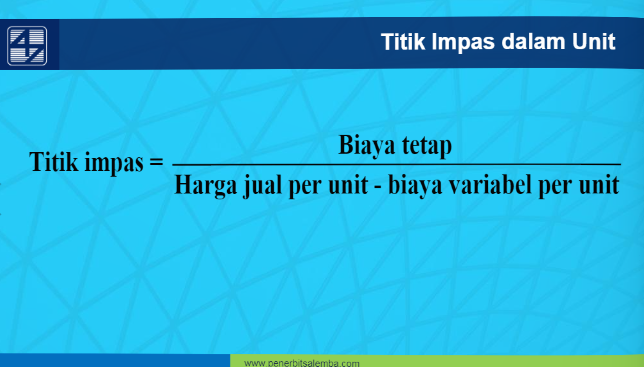 Titik Impas dalam Unit
Biaya tetap
Titik impas =
Harga jual per unit - biaya variabel per unit
www.penerbitsalemba.com